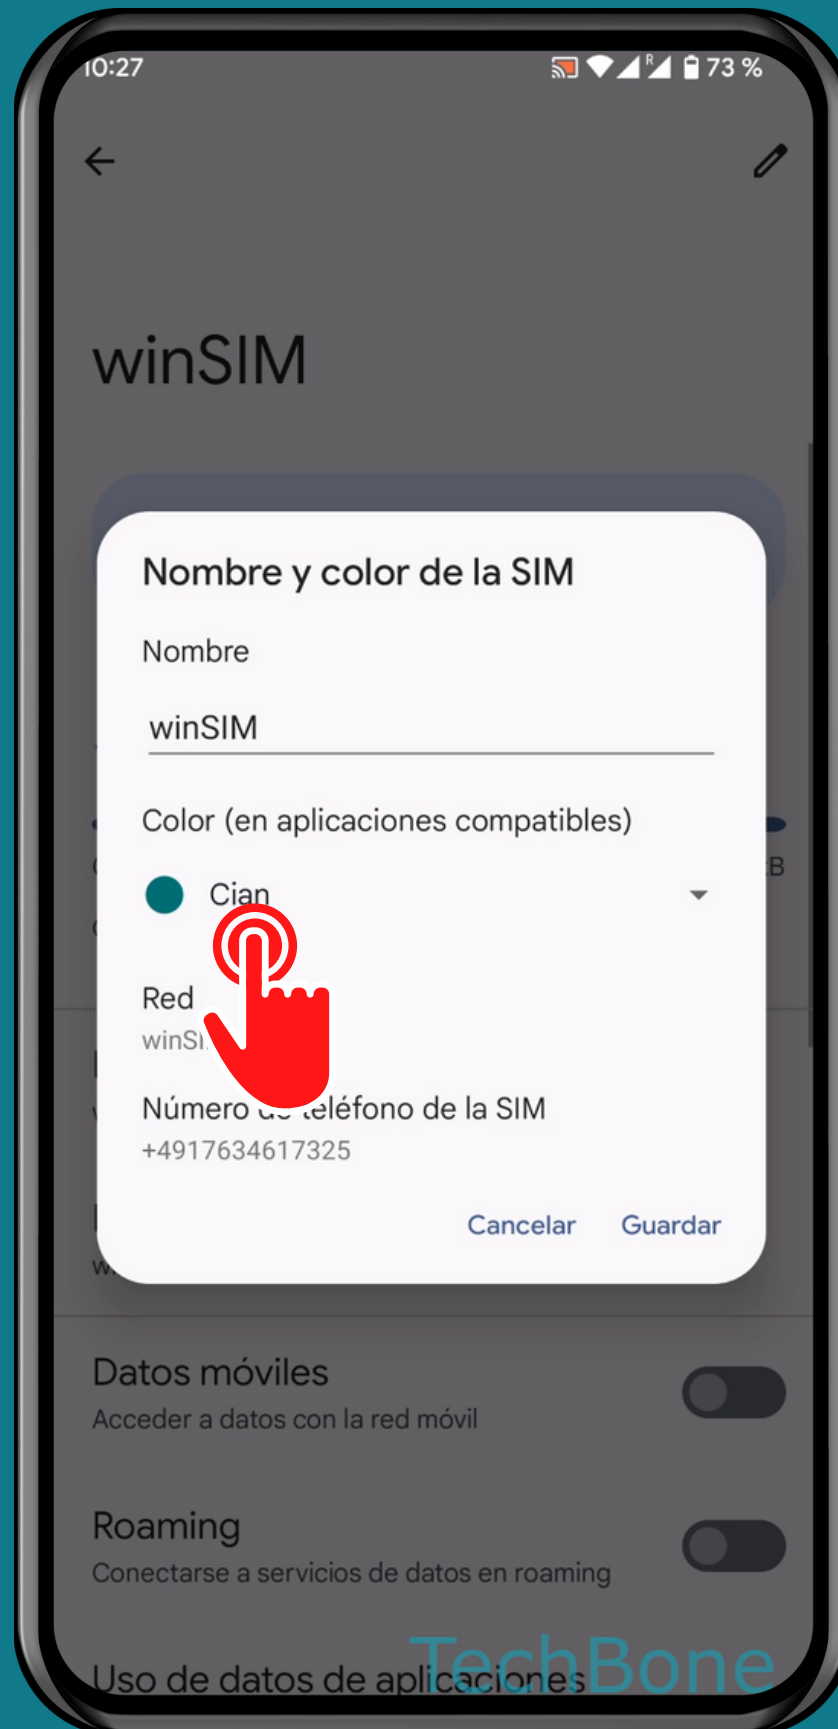 10:27
R
73 %
winSIM
Nombre y color de la SIM
Nombre
winSIM
Color (en aplicaciones compatibles)
Cian
B
Red
Número de teléfono de la SIM
+4917634617325
Cancelar Guardar
Datos móviles
Acceder a datos con la red móvil
Roaming
Conectarse a servicios de datos en roaming
Uso de datos de aplicaciones
TechBone